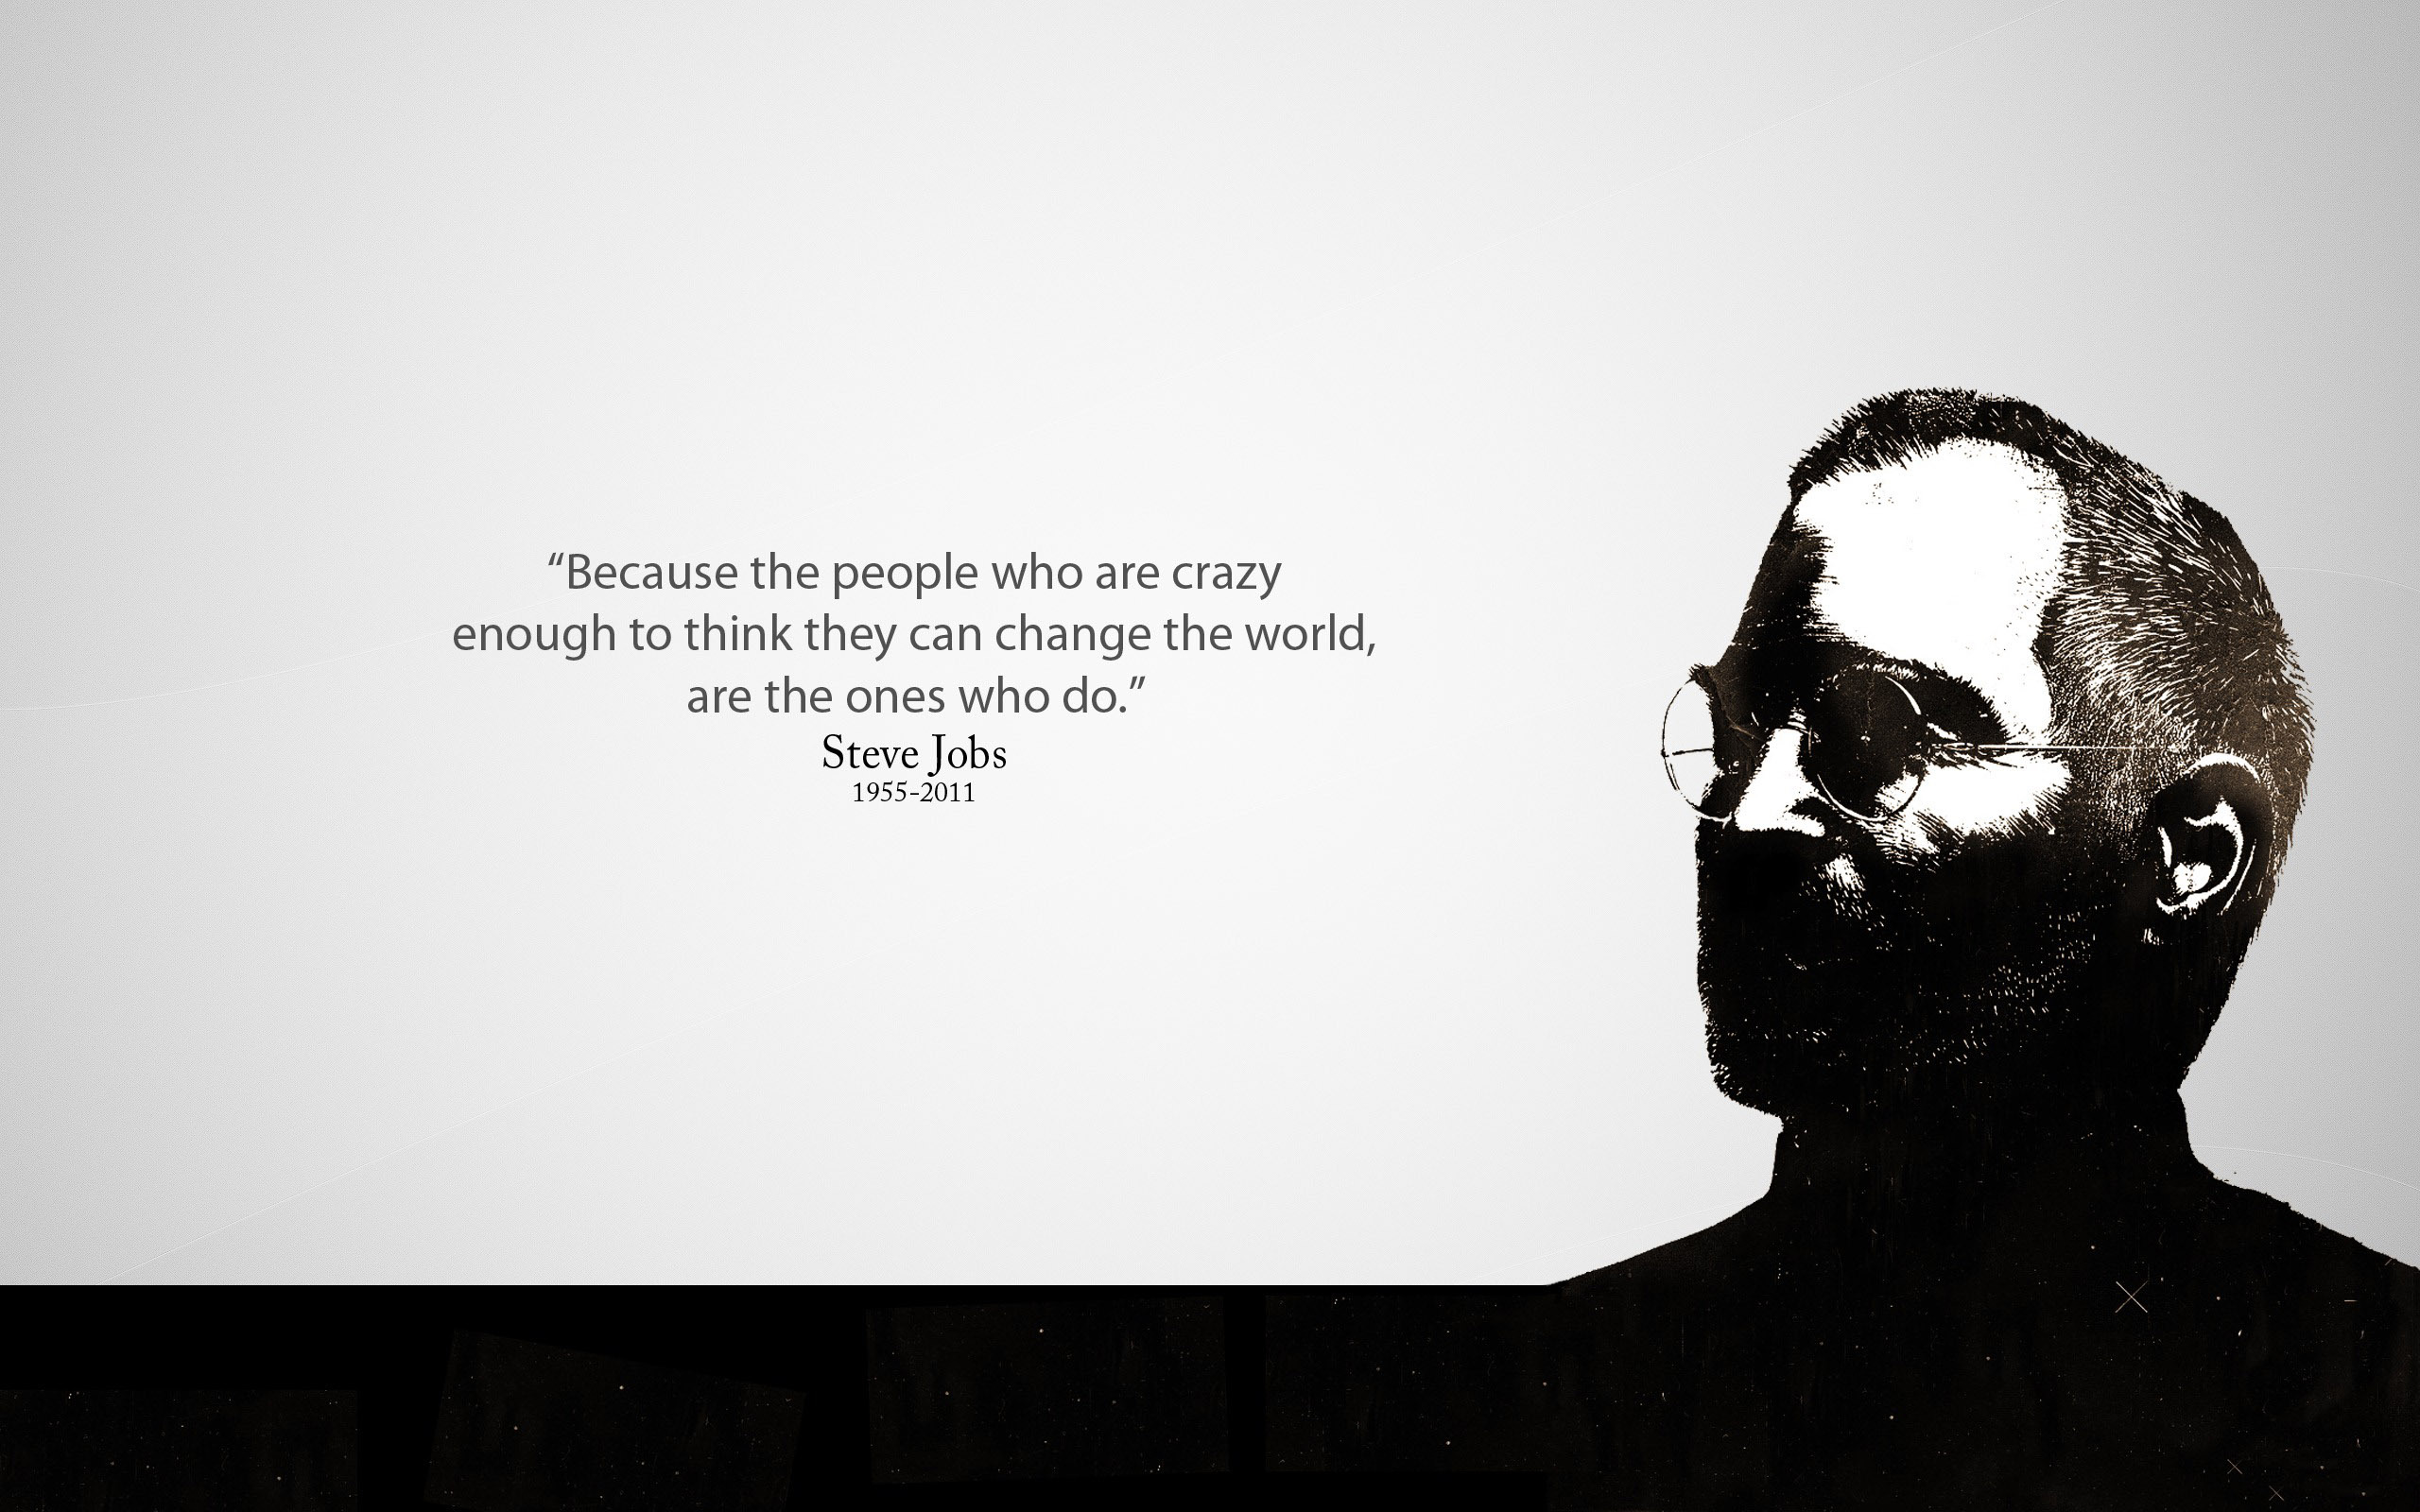 “Because the people who are crazy
enough to think they can change the world,
are the ones who do.”
Steve Jobs
1955-2011